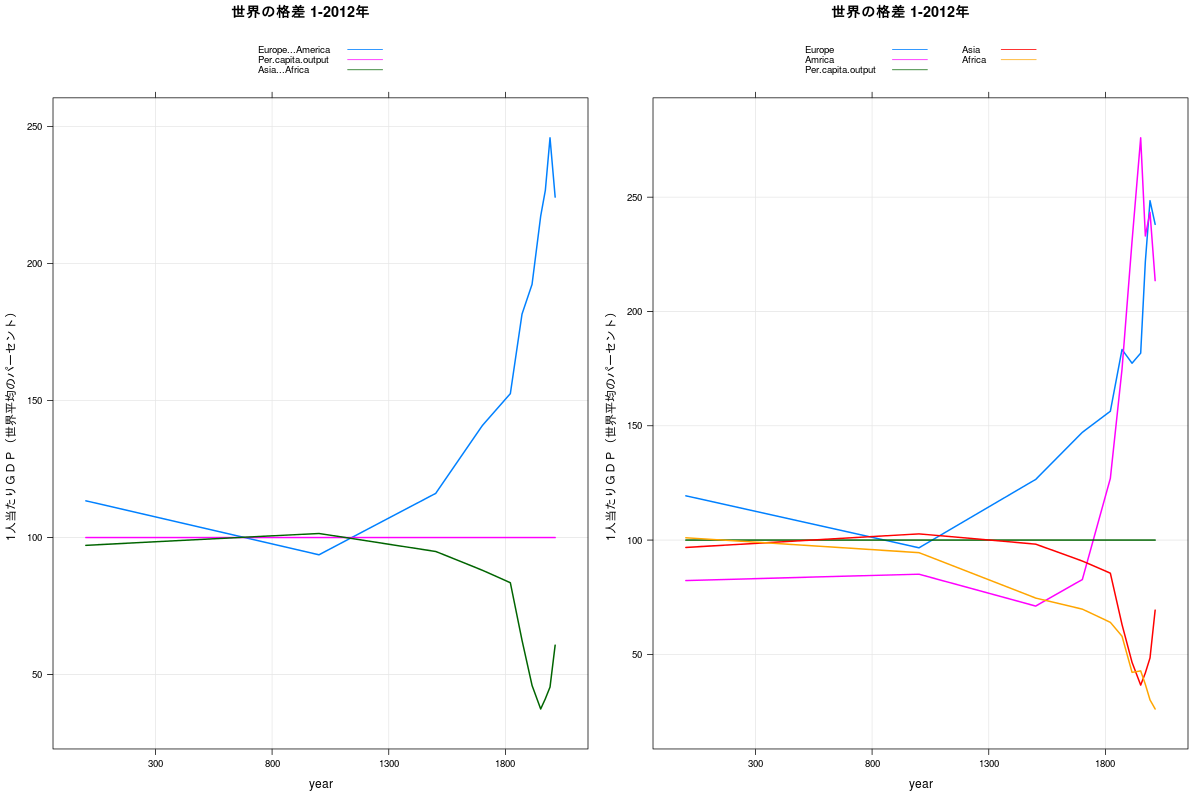 世界の格差 1-2012年
Europe...America
Per.capita.output
Asia...Africa
250
200
150
100
50
300 800 1300 1800
year
1人当たりGDP（世界平均のパーセント）
世界の格差 1-2012年
Europe Asia
Amrica Africa
Per.capita.output
250
200
150
100
50
300 800 1300 1800
year
1人当たりGDP（世界平均のパーセント）